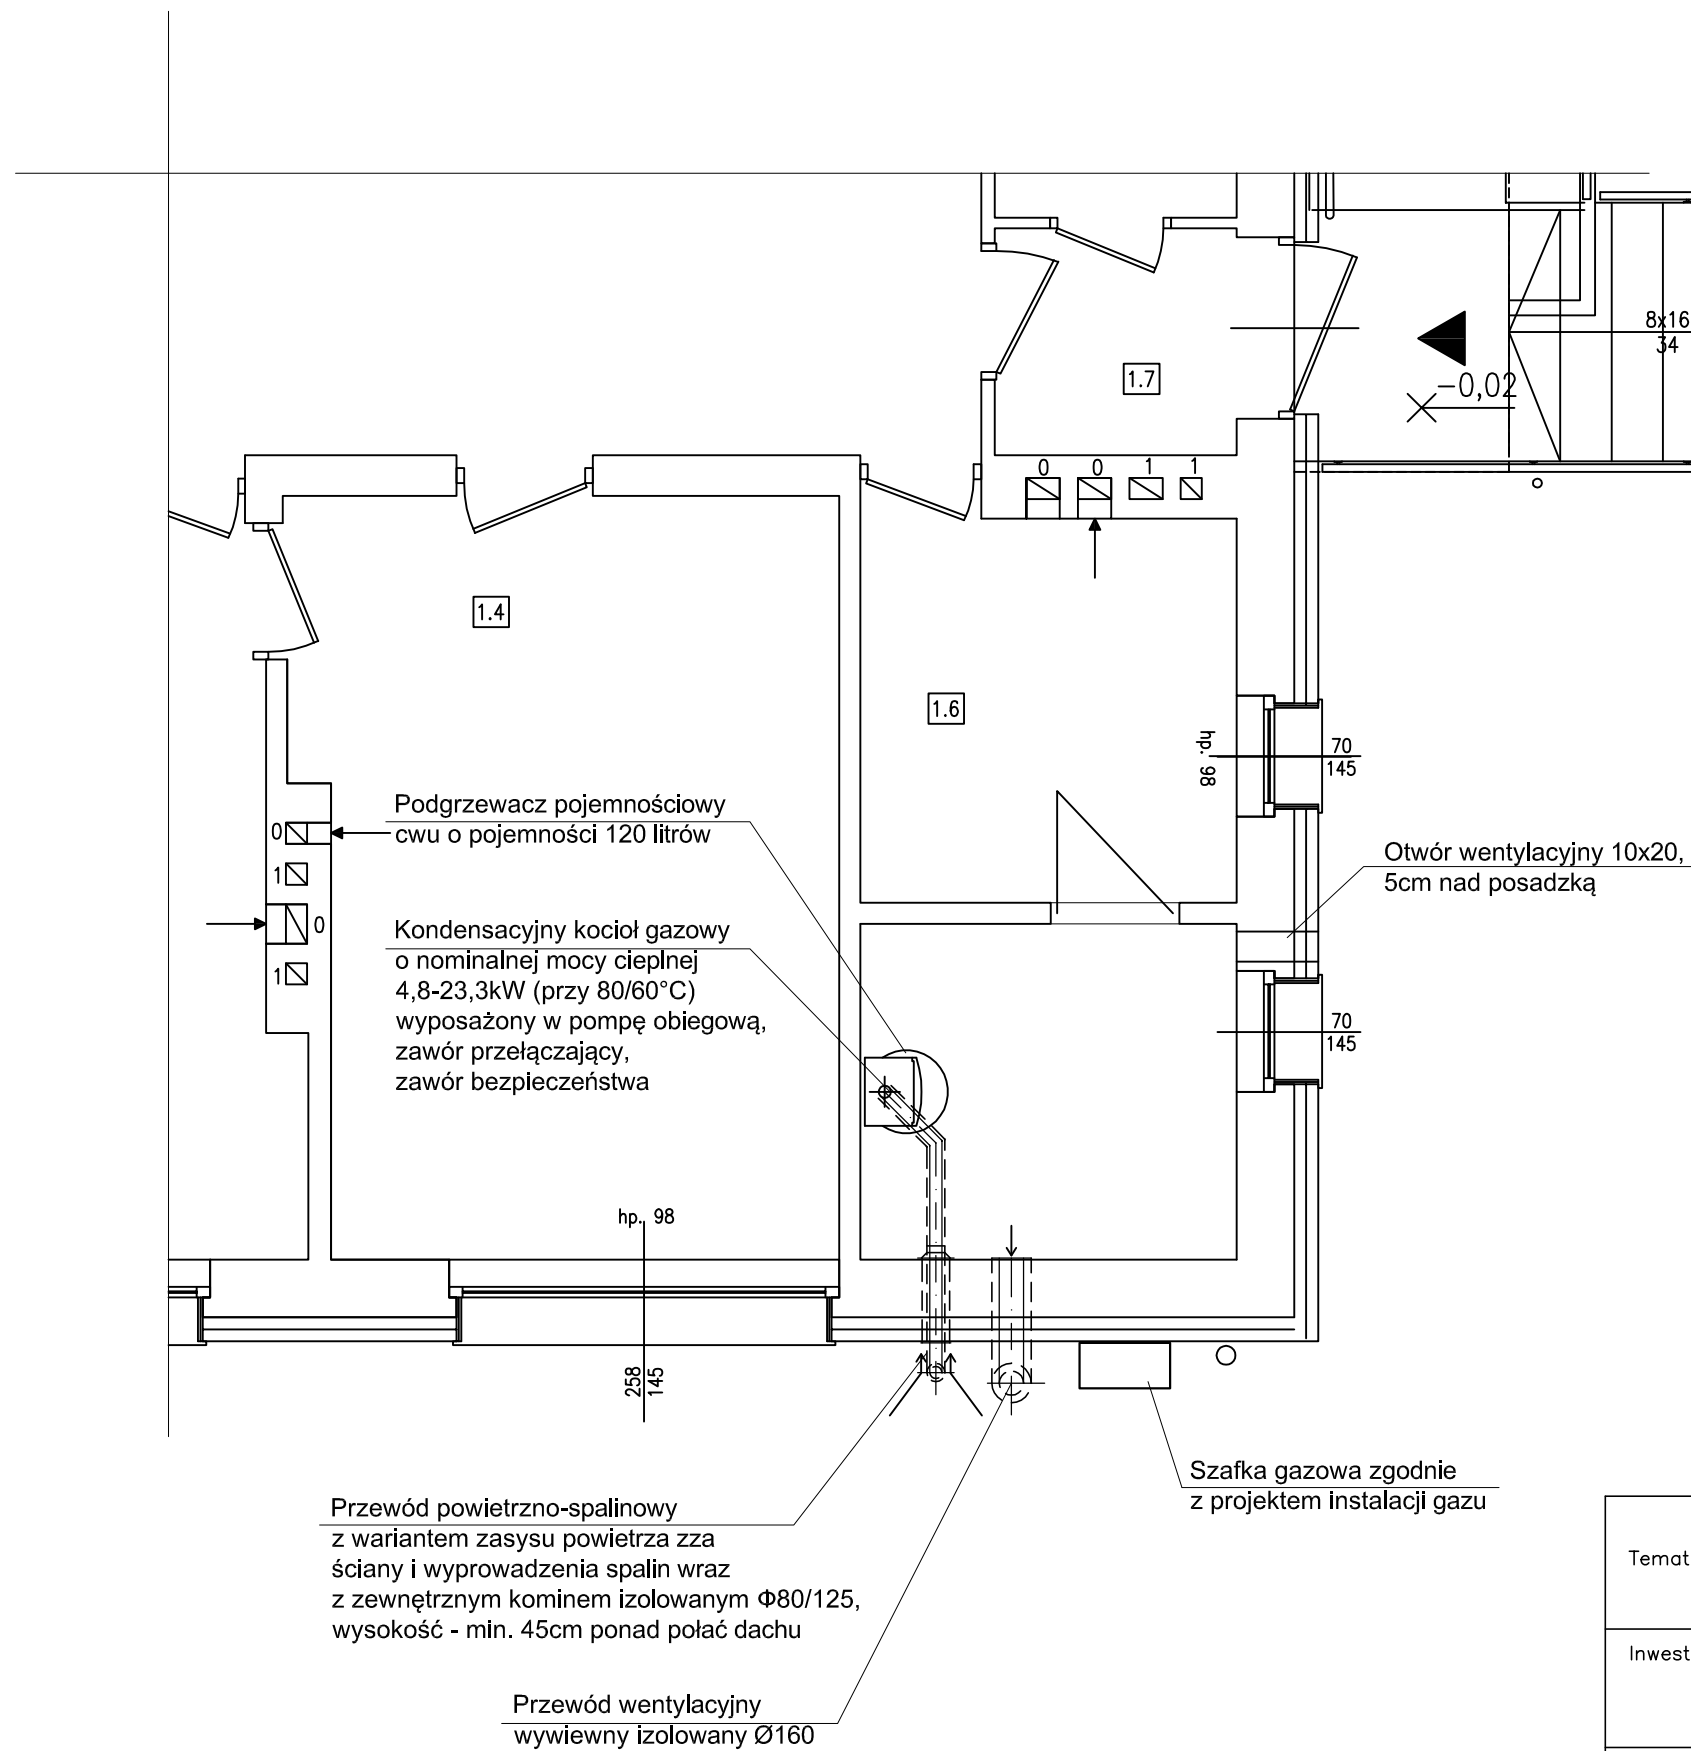 8x16
34
1.7
-0,02
0
0
1
1
1.4
1.6
hp. 98
70
145
Podgrzewacz pojemnościowy
cwu o pojemności 120 litrów
0
1
0
1
Otwór wentylacyjny 10x20,
5cm nad posadzką
Kondensacyjny kocioł gazowy
o nominalnej mocy cieplnej
4,8-23,3kW (przy 80/60°C)
wyposażony w pompę obiegową,
zawór przełączający,
zawór bezpieczeństwa
70
145
hp. 98
258
145
Szafka gazowa zgodnie
z projektem instalacji gazu
Przewód powietrzno-spalinowy
z wariantem zasysu powietrza zza
ściany i wyprowadzenia spalin wraz
z zewnętrznym kominem izolowanym Φ80/125,
wysokość - min. 45cm ponad połać dachu
Przewód wentylacyjny
wywiewny izolowany Ø160
Temat
Inwest